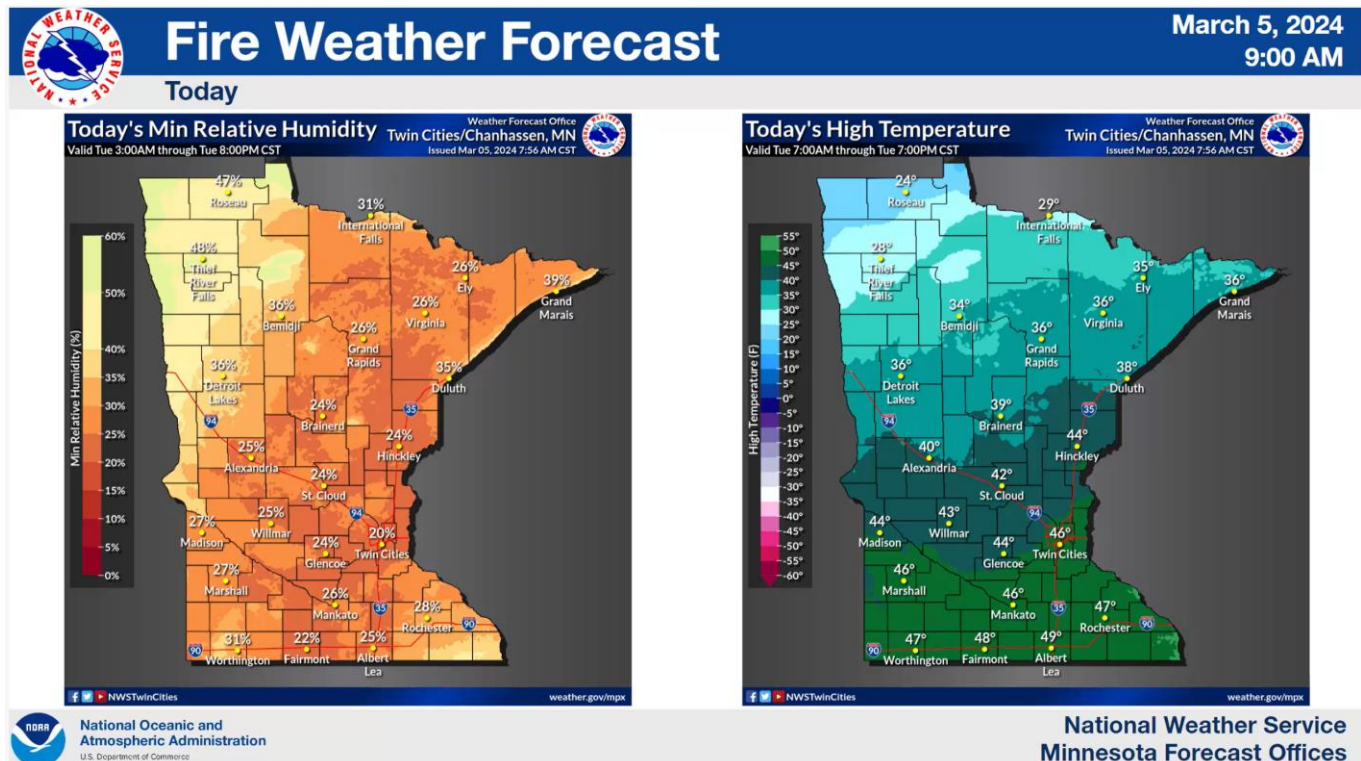 NATIONAL WEATHER SERVICE
Fire Weather Forecast
March 5, 2024
9:00 AM
Today
Today's Min Relative Humidity
Valid Tue 3:00AM through Tue 8:00PM CST
Weather Forecast Office
Twin Cities/Chanhassen, MN
Issued Mar 05, 2024 7:56 AM CST
Min Relative Humidity (%)
60%
50%
40%
35%
30%
25%
20%
15%
10%
5%
0%
47%
Roseau
31%
International
Falls
48%
Thief
River
Falls
26%
Ely
39%
Grand
Marais
36%
Bemidji
26%
Virginia
26%
Grand
Rapids
36%
Detroit
Lakes
35%
Duluth
94
35
24%
Brainerd
24%
Hinckley
25%
Alexandria
24%
St. Cloud
94
27%
Madison
25%
Willmar
24%
Glencoe
20%
Twin Cities
27%
Marshall
26%
Mankato
35
28%
Rochester
90
90
31%
Worthington
22%
Fairmont
25%
Albert
Lea
NWSTwinCities
weather.gov/mpx
Today's High Temperature
Valid Tue 7:00AM through Tue 7:00PM CST
Weather Forecast Office
Twin Cities/Chanhassen, MN
Issued Mar 05, 2024 7:56 AM CST
High Temperature (F)
55°
50°
45°
40°
35°
30°
25°
20°
15°
10°
5°
0°
-5°
-10°
-15°
-20°
-25°
-30°
-35°
-40°
-45°
-50°
-55°
-60°
24°
Roseau
29°
International
Falls
28°
Thief
River
Falls
35°
Ely
36°
Grand
Marais
34°
Bemidji
36°
Virginia
36°
Grand
Rapids
36°
Detroit
Lakes
38°
Duluth
94
35
39°
Brainerd
44°
Hinckley
40°
Alexandria
42°
St. Cloud
94
44°
Madison
43°
Willmar
44°
Glencoe
46°
Twin Cities
46°
Marshall
46°
Mankato
35
47°
Rochester
90
90
47°
Worthington
48°
Fairmont
49°
Albert
Lea
NWSTwinCities
weather.gov/mpx
NOAA
National Oceanic and
Atmospheric Administration
U.S. Department of Commerce
National Weather Service
Minnesota Forecast Offices